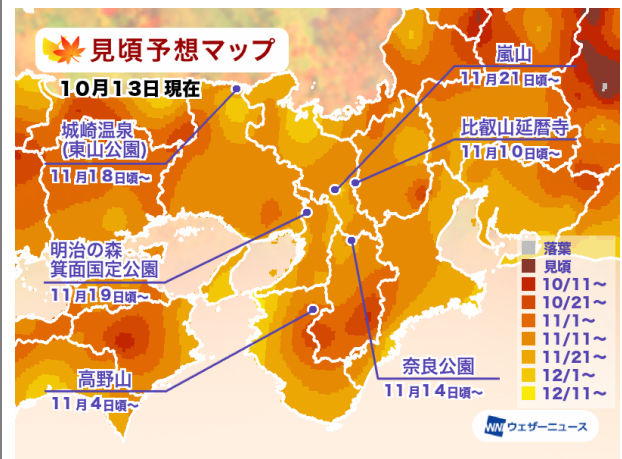 見頃予想マップ
10月13日 現在
嵐山
11月21日頃～
城崎温泉
(東山公園)
11月18日頃～
比叡山延暦寺
11月10日頃～
明治の森
箕面国定公園
11月19日頃～
高野山
11月4日頃～
奈良公園
11月14日頃～
落葉
見頃
10/11～
10/21～
11/1～
11/11～
11/21～
12/1～
12/11～
WN ウェザーニュース